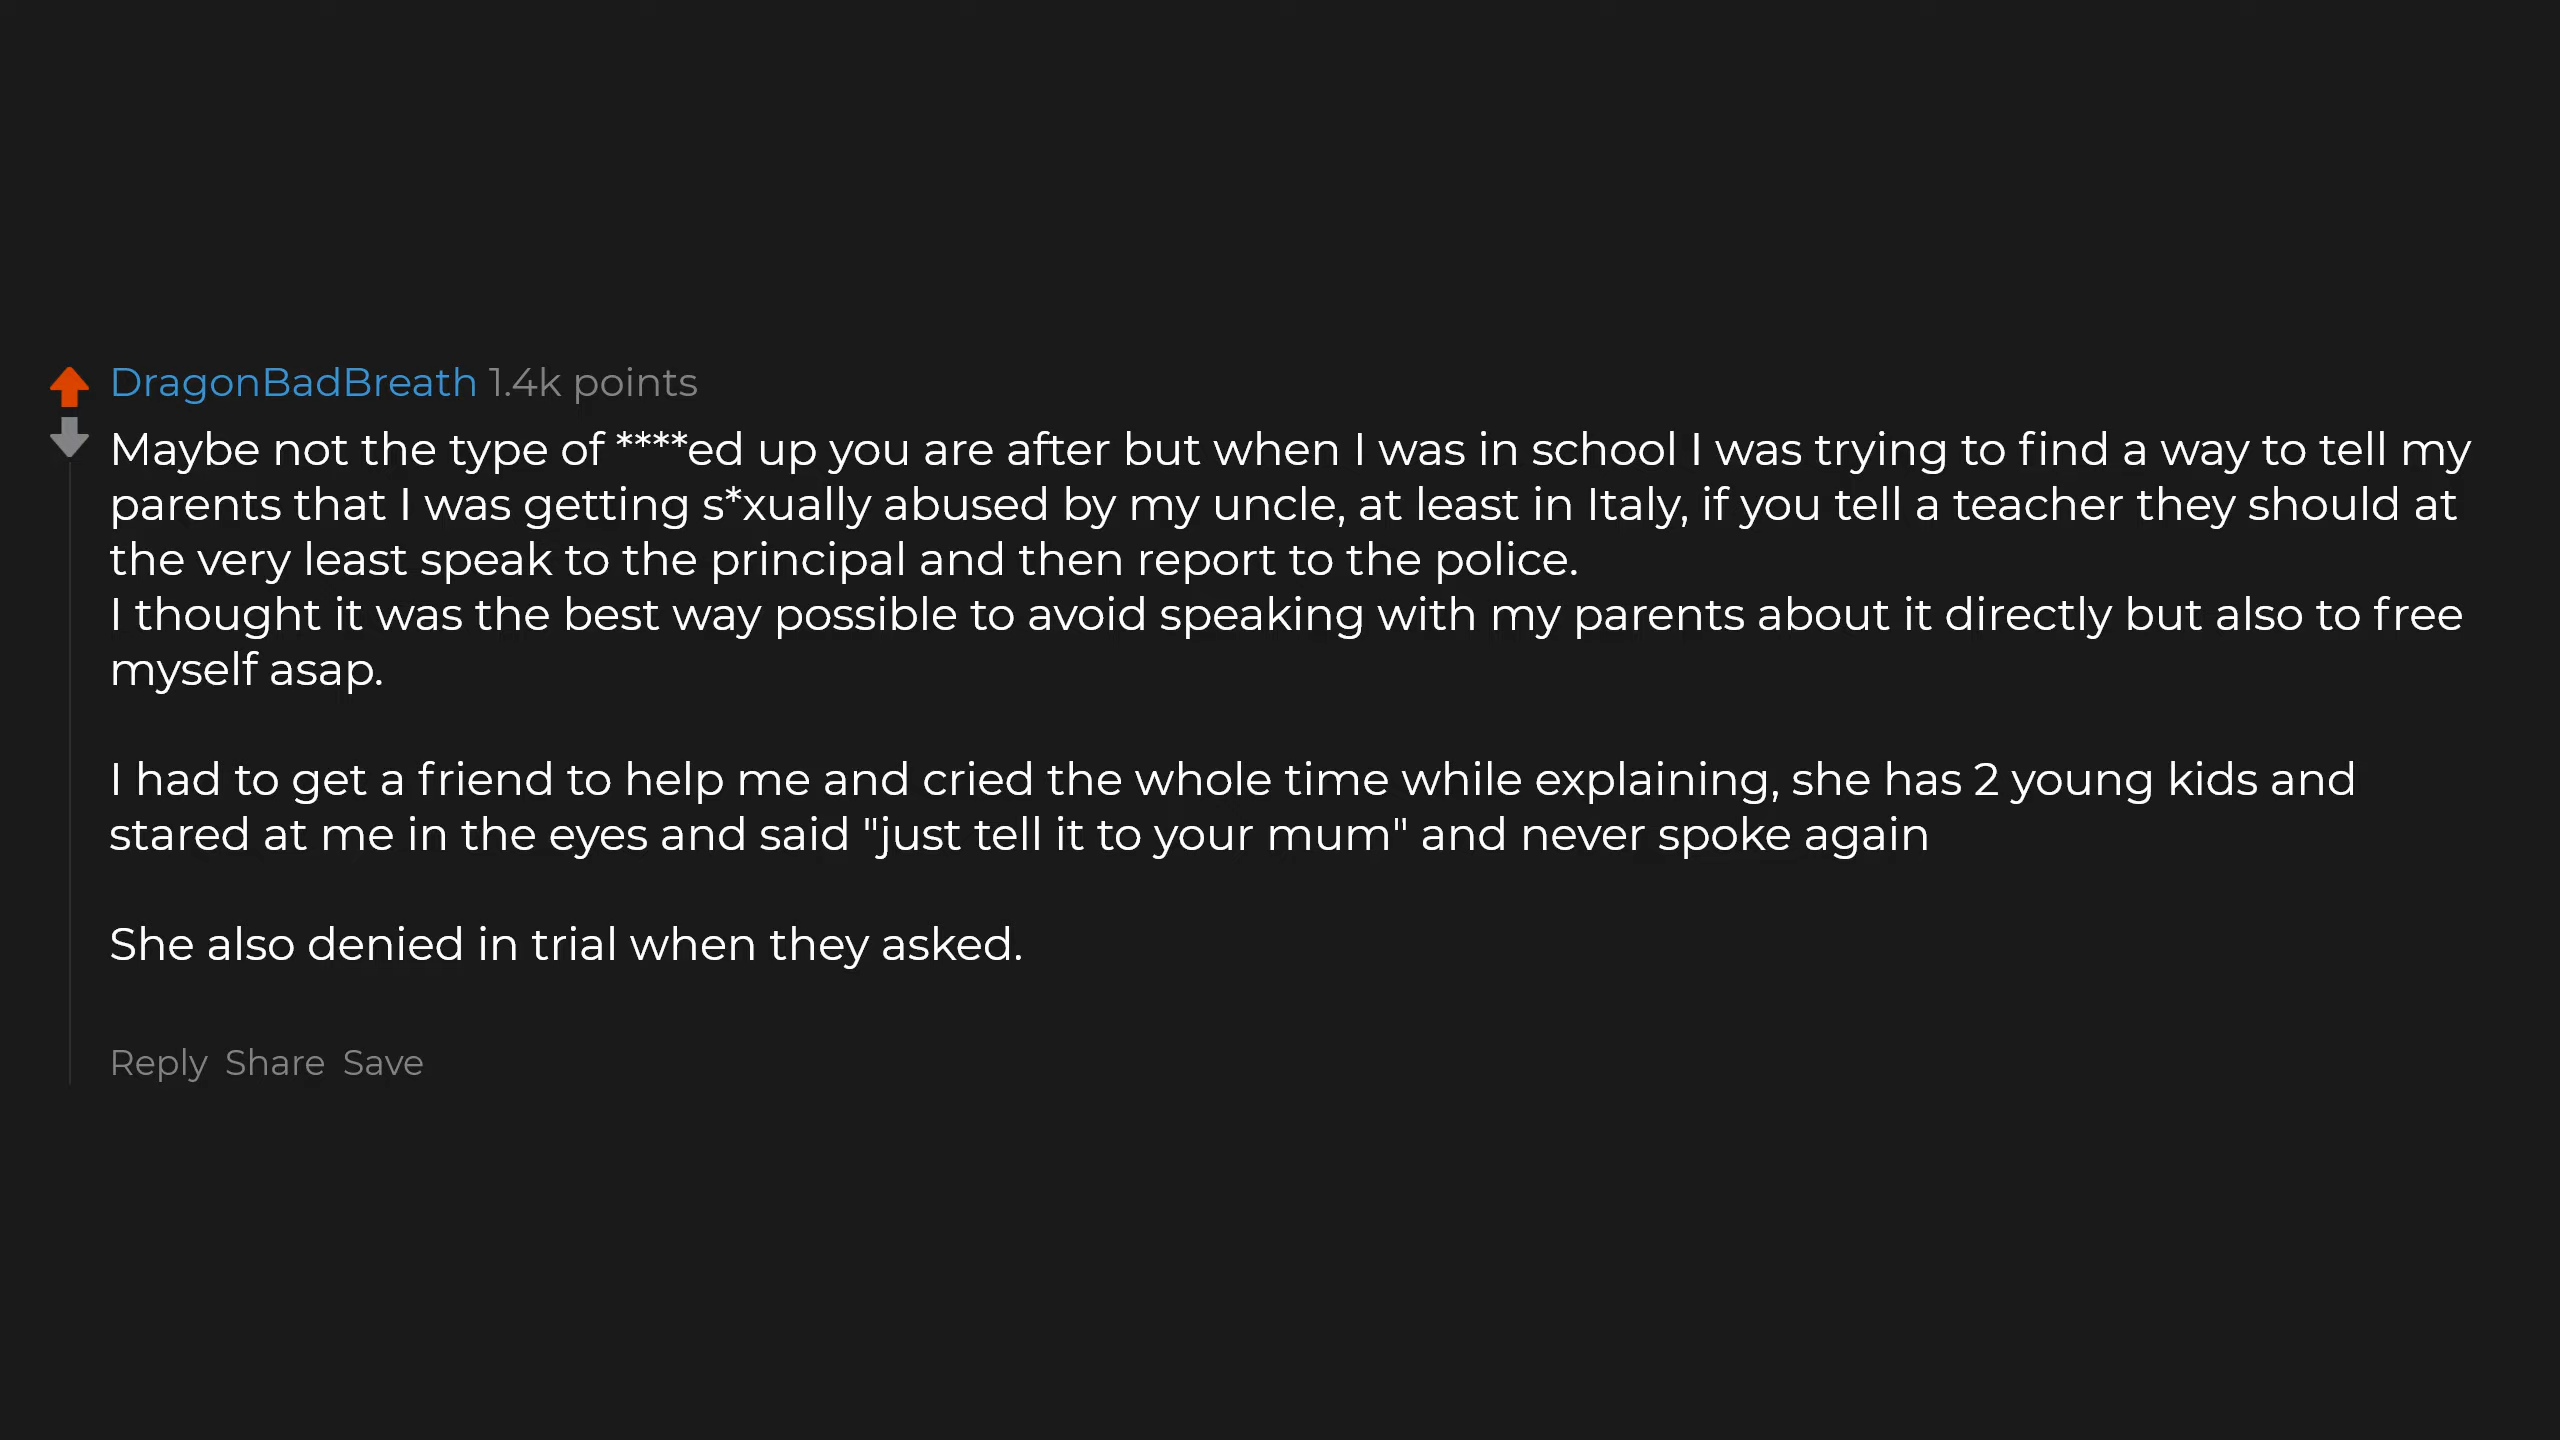 DragonBadBreath 1.4k points
Maybe not the type of ****ed up you are after but when I was in school I was trying to find a way to tell my
parents that I was getting s*xually abused by my uncle, at least in Italy, if you tell a teacher they should at
the very least speak to the principal and then report to the police.
I thought it was the best way possible to avoid speaking with my parents about it directly but also to free
myself asap.
I had to get a friend to help me and cried the whole time while explaining, she has 2 young kids and
stared at me in the eyes and said "just tell it to your mum" and never spoke again
She also denied in trial when they asked.
Reply Share Save